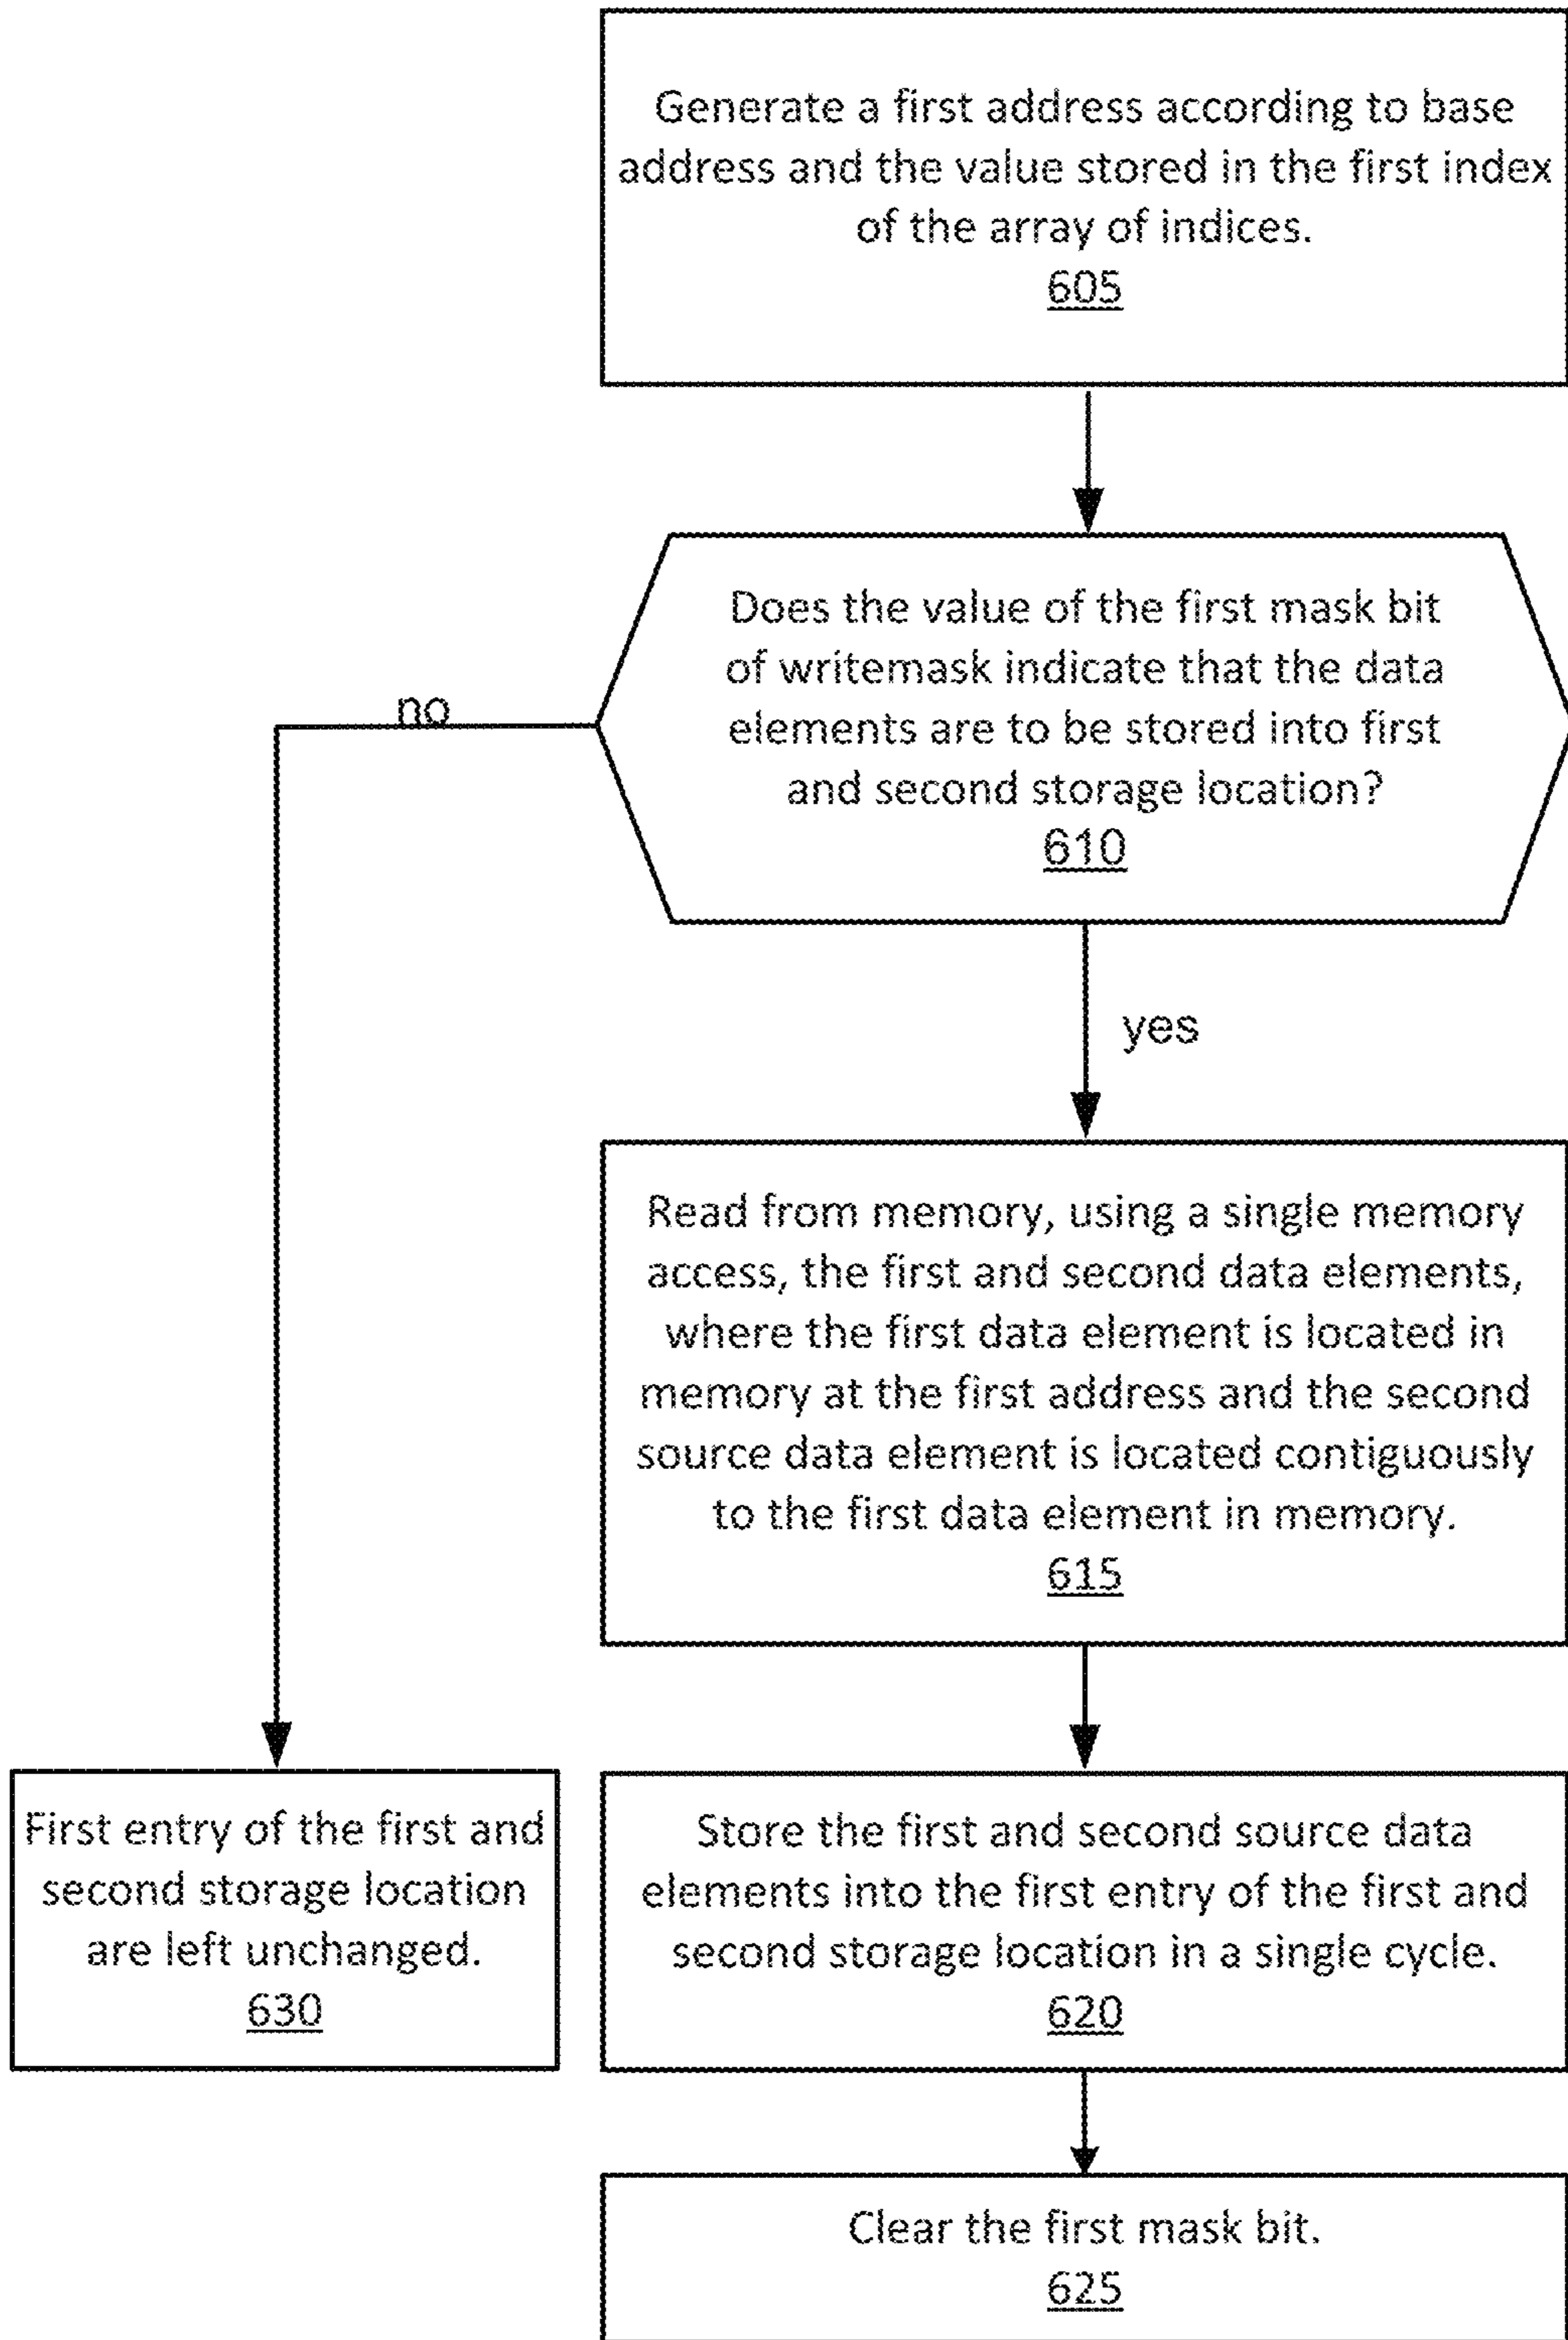 Generate a first address according to base
address and the value stored in the first index
of the array of indices.
605
Does the value of the first mask bit
of writemask indicate that the data
elements are to be stored into first
and second storage location?
610
no
yes
Read from memory, using a single memory
access, the first and second data elements,
where the first data element is located in
memory at the first address and the second
source data element is located contiguously
to the first data element in memory.
615
First entry of the first and
second storage location
are left unchanged.
630
Store the first and second source data
elements into the first entry of the first and
second storage location in a single cycle.
620
Clear the first mask bit.
625